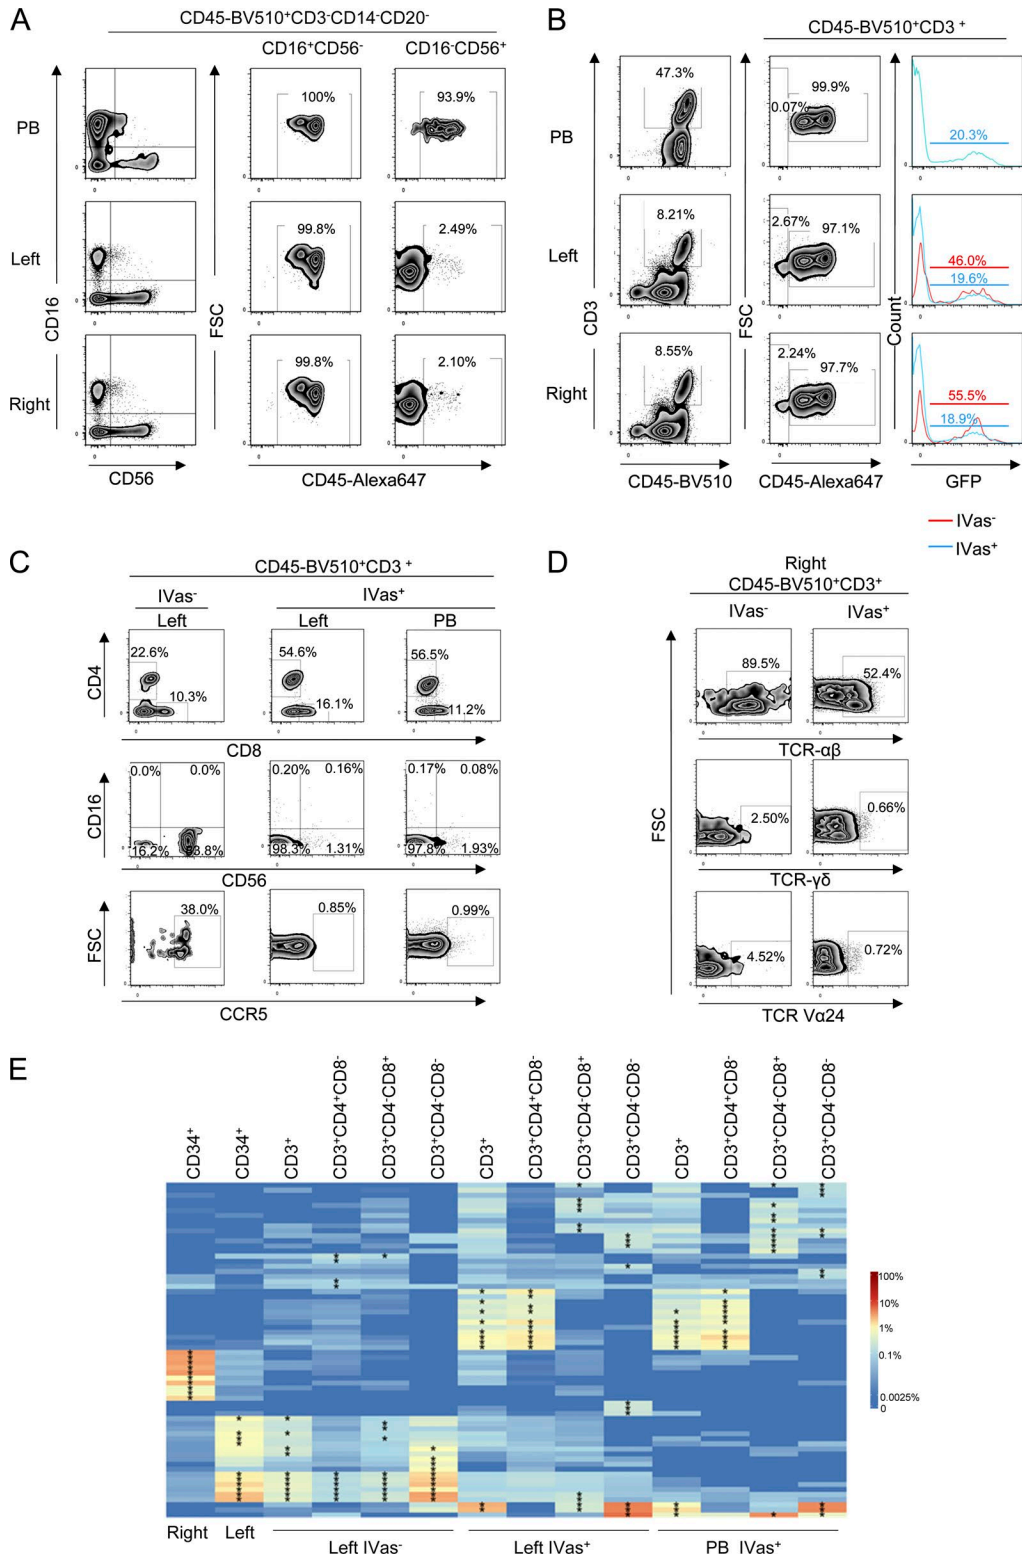 A
CD45-BV510⁺CD3⁻CD14⁻CD20⁻
CD16⁺CD56⁻
CD16⁻CD56⁺
PB
100%
93.9%
Left
99.8%
2.49%
Right
99.8%
2.10%
CD16
FSC
CD56
CD45-Alexa647
B
CD45-BV510⁺CD3 ⁺
PB
47.3%
0.07%
99.9%
20.3%
Left
8.21%
2.67%
97.1%
46.0%
19.6%
Right
8.55%
2.24%
97.7%
55.5%
18.9%
CD3
FSC
Count
CD45-BV510
CD45-Alexa647
GFP
IVas⁻
IVas⁺
C
CD45-BV510⁺CD3 ⁺
IVas⁻
IVas⁺
Left
Left
PB
CD4
22.6%
10.3%
54.6%
16.1%
56.5%
11.2%
CD8
CD16
0.0%
0.0%
16.2%
83.8%
0.20%
0.16%
98.3%
1.31%
0.17%
0.08%
97.8%
1.93%
CD56
FSC
38.0%
0.85%
0.99%
CCR5
D
Right
CD45-BV510⁺CD3⁺
IVas⁻
IVas⁺
FSC
89.5%
52.4%
TCR-αβ
2.50%
0.66%
TCR-γδ
4.52%
0.72%
TCR Vα24
E
CD34⁺
CD34⁺
CD3⁺
CD3⁺CD4⁺CD8⁻
CD3⁺CD4⁻CD8⁺
CD3⁺CD4⁻CD8⁻
CD3⁺
CD3⁺CD4⁺CD8⁻
CD3⁺CD4⁻CD8⁺
CD3⁺CD4⁻CD8⁻
CD3⁺
CD3⁺CD4⁺CD8⁻
CD3⁺CD4⁻CD8⁺
CD3⁺CD4⁻CD8⁻
100%
10%
1%
0.1%
0.0025%
0
Right
Left
Left IVas⁻
Left IVas⁺
PB IVas⁺